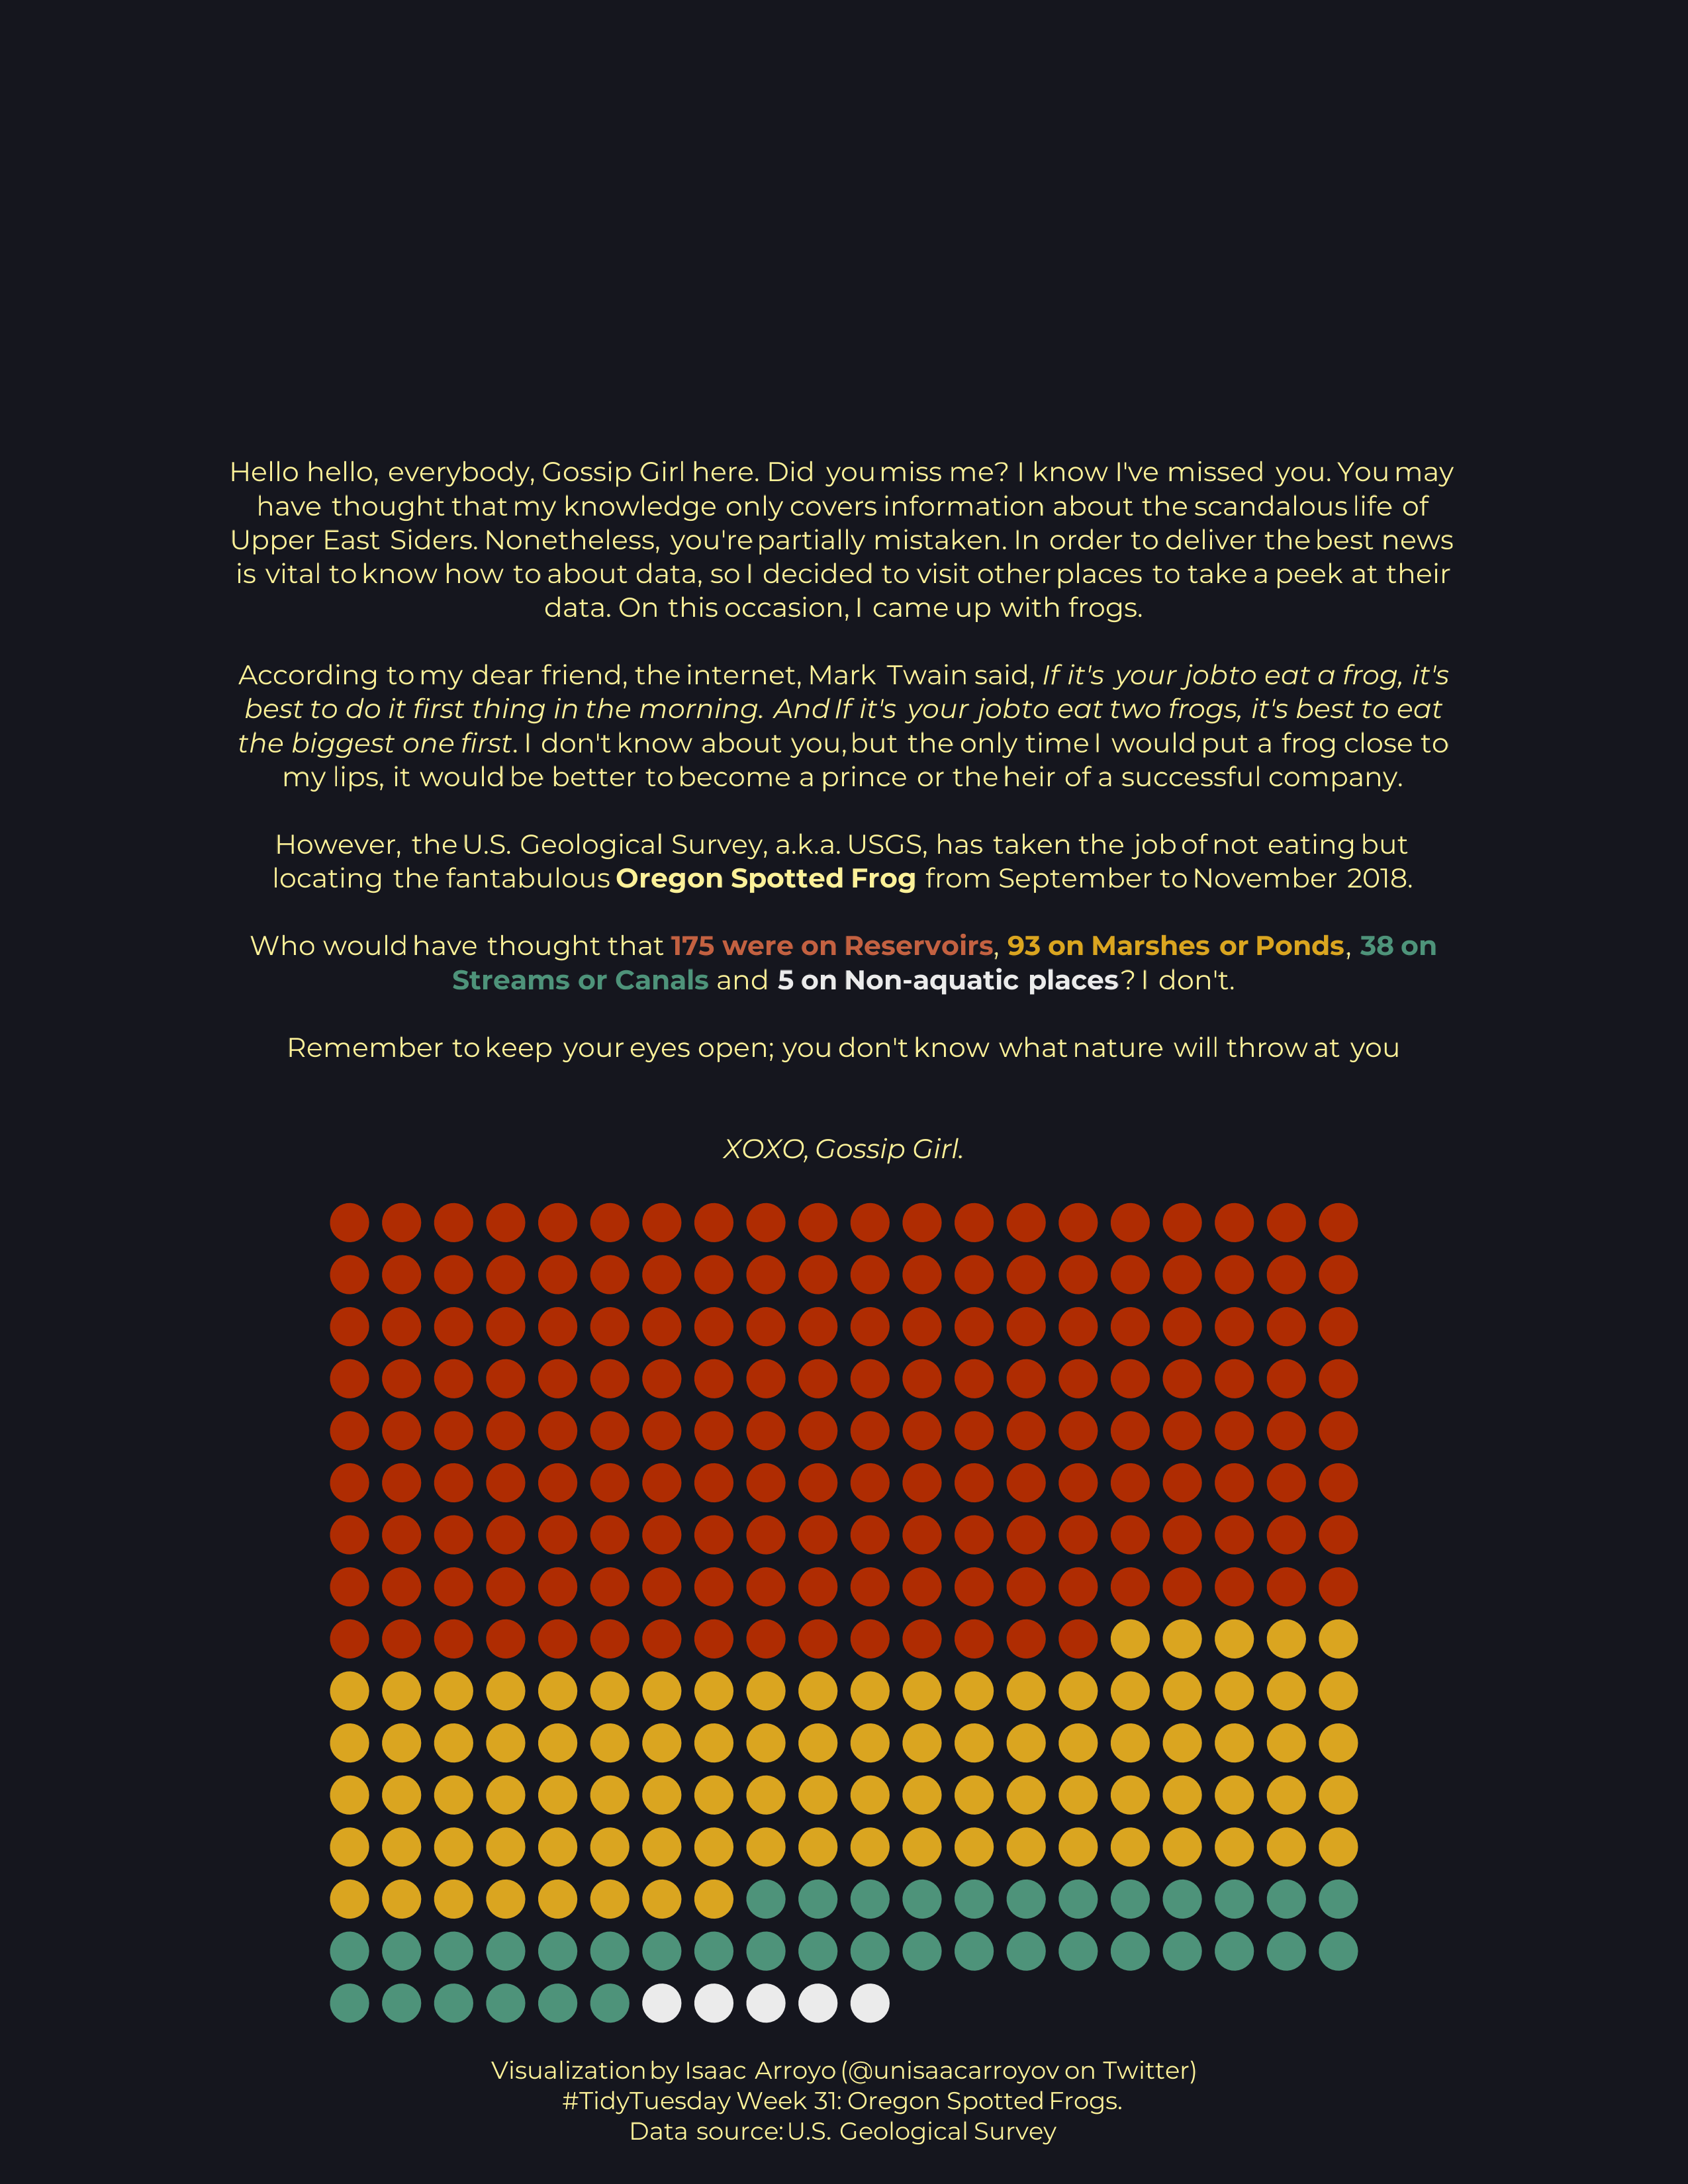 Hello hello, everybody, Gossip Girl here. Did you miss me? I know I've missed you. You may
have thought that my knowledge only covers information about the scandalous life of
Upper East Siders. Nonetheless, you're partially mistaken. In order to deliver the best news
is vital to know how to about data, so I decided to visit other places to take a peek at their
data. On this occasion, I came up with frogs.
According to my dear friend, the internet, Mark Twain said, If it's your jobto eat a frog, it's
best to do it first thing in the morning. And If it's your jobto eat two frogs, it's best to eat
the biggest one first. I don't know about you, but the only time I would put a frog close to
my lips, it would be better to become a prince or the heir of a successful company.
However, the U.S. Geological Survey, a.k.a. USGS, has taken the job of not eating but
locating the fantabulous Oregon Spotted Frog from September to November 2018.
Who would have thought that 175 were on Reservoirs, 93 on Marshes or Ponds, 38 on
Streams or Canals and 5 on Non-aquatic places? I don't.
Remember to keep your eyes open; you don't know what nature will throw at you
XOXO, Gossip Girl.
Visualization by Isaac Arroyo (@unisaacarroyov on Twitter)
#TidyTuesday Week 31: Oregon Spotted Frogs.
Data source: U.S. Geological Survey